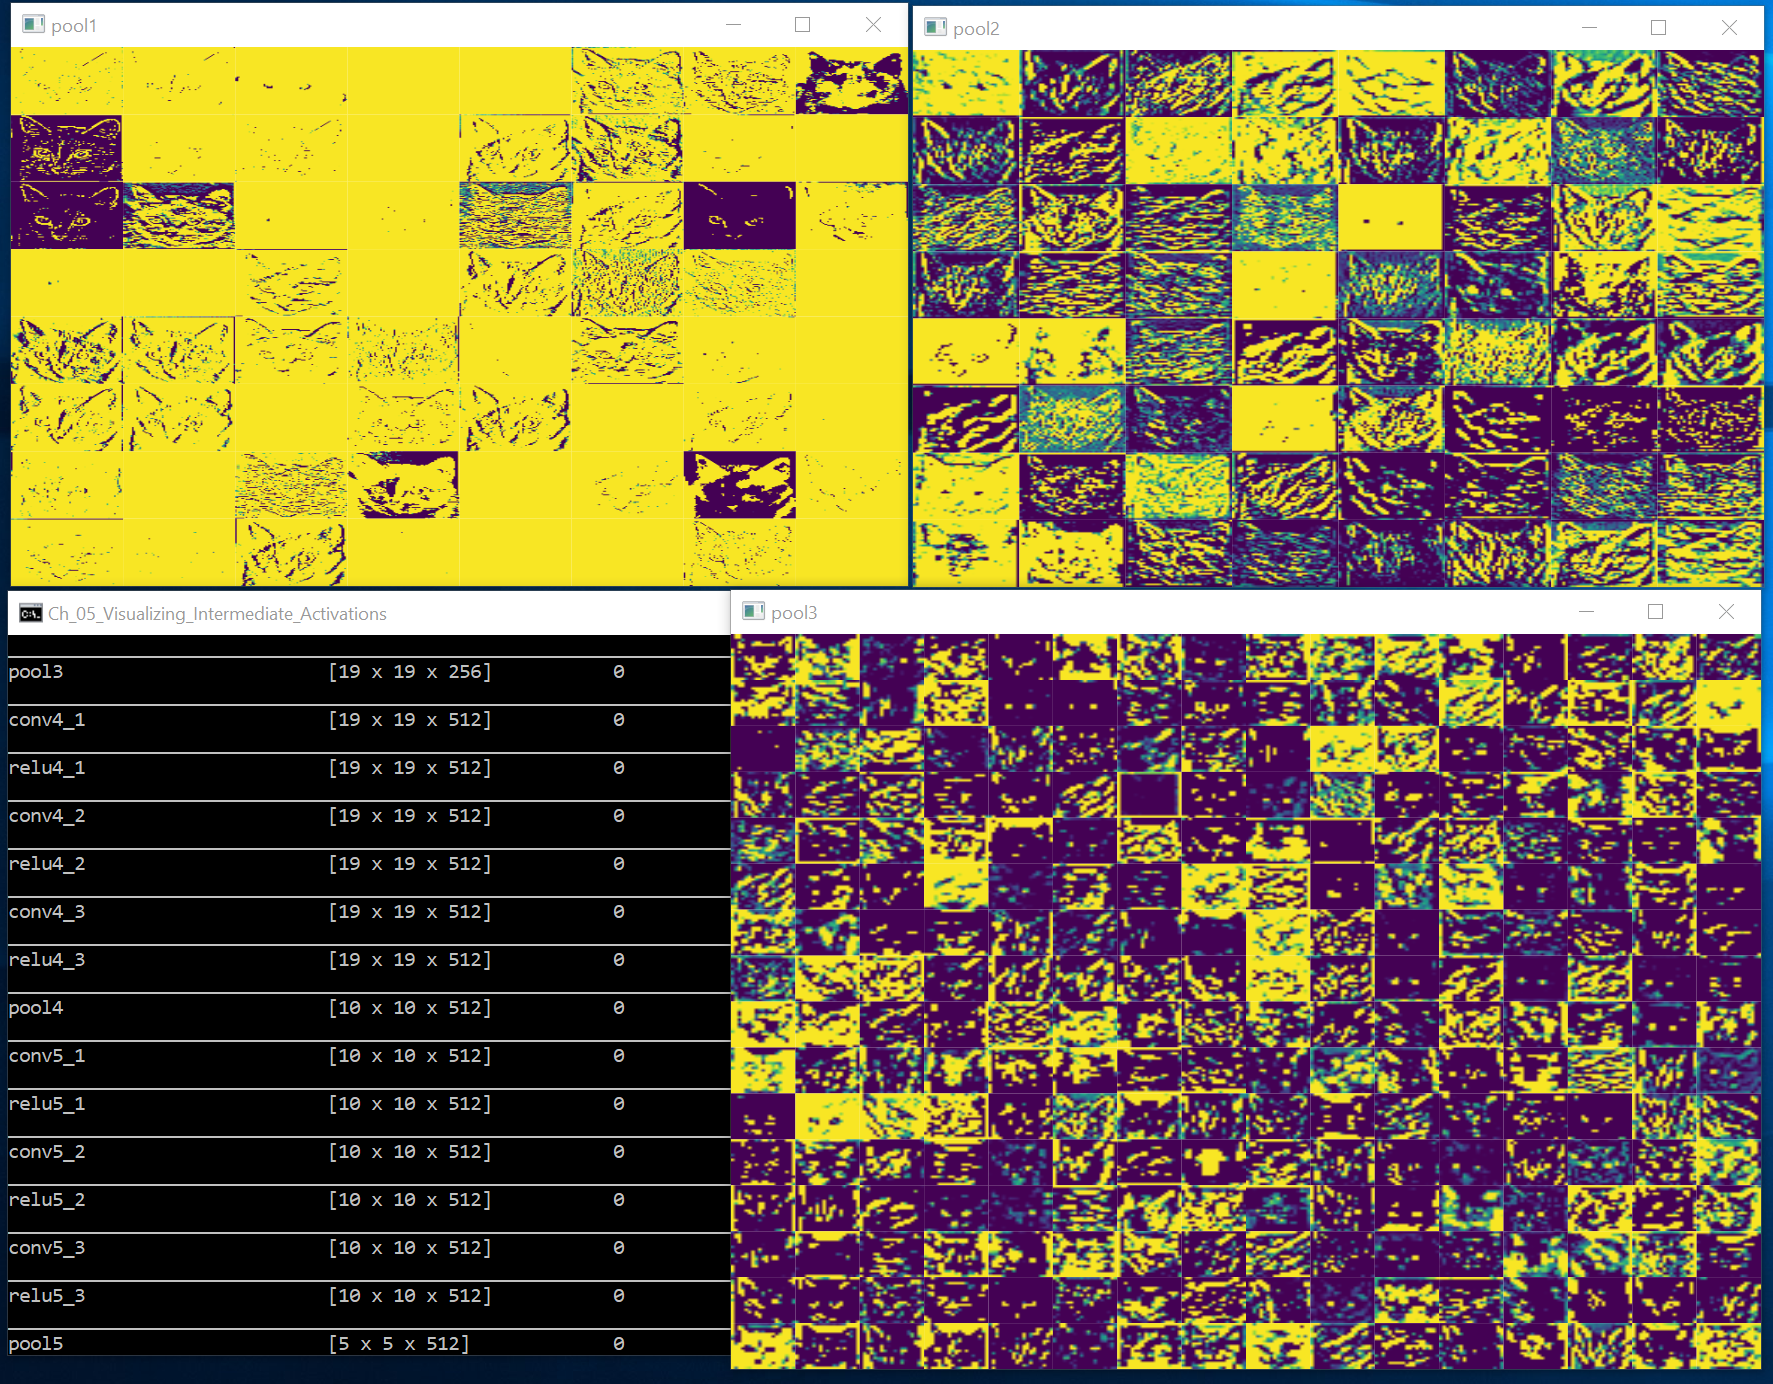 pool1
pool2
Ch_05_Visualizing_Intermediate_Activations
pool3 [19 x 19 x 256] 0
conv4_1 [19 x 19 x 512] 0
relu4_1 [19 x 19 x 512] 0
conv4_2 [19 x 19 x 512] 0
relu4_2 [19 x 19 x 512] 0
conv4_3 [19 x 19 x 512] 0
relu4_3 [19 x 19 x 512] 0
pool4 [10 x 10 x 512] 0
conv5_1 [10 x 10 x 512] 0
relu5_1 [10 x 10 x 512] 0
conv5_2 [10 x 10 x 512] 0
relu5_2 [10 x 10 x 512] 0
conv5_3 [10 x 10 x 512] 0
relu5_3 [10 x 10 x 512] 0
pool5 [5 x 5 x 512] 0
pool3